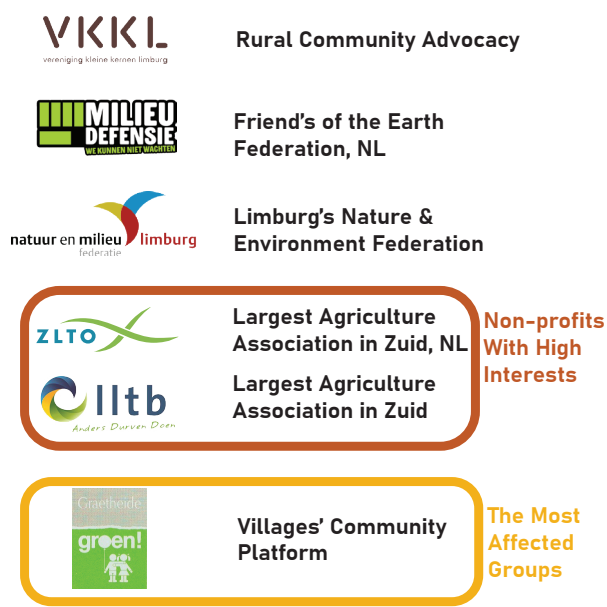 VKKL
vereniging kleine kernen limburg
Rural Community Advocacy
MILIEU
DEFENSIE
WE KUNNEN NIET WACHTEN
Friend's of the Earth
Federation, NL
natuur en milieu limburg
federatie
Limburg's Nature &
Environment Federation
ZLTO
Largest Agriculture
Association in Zuid, NL
lltb
Anders Durven Doen
Largest Agriculture
Association in Zuid
Non-profits
With High
Interests
Graetheide
groen!
Villages' Community
Platform
The Most
Affected
Groups